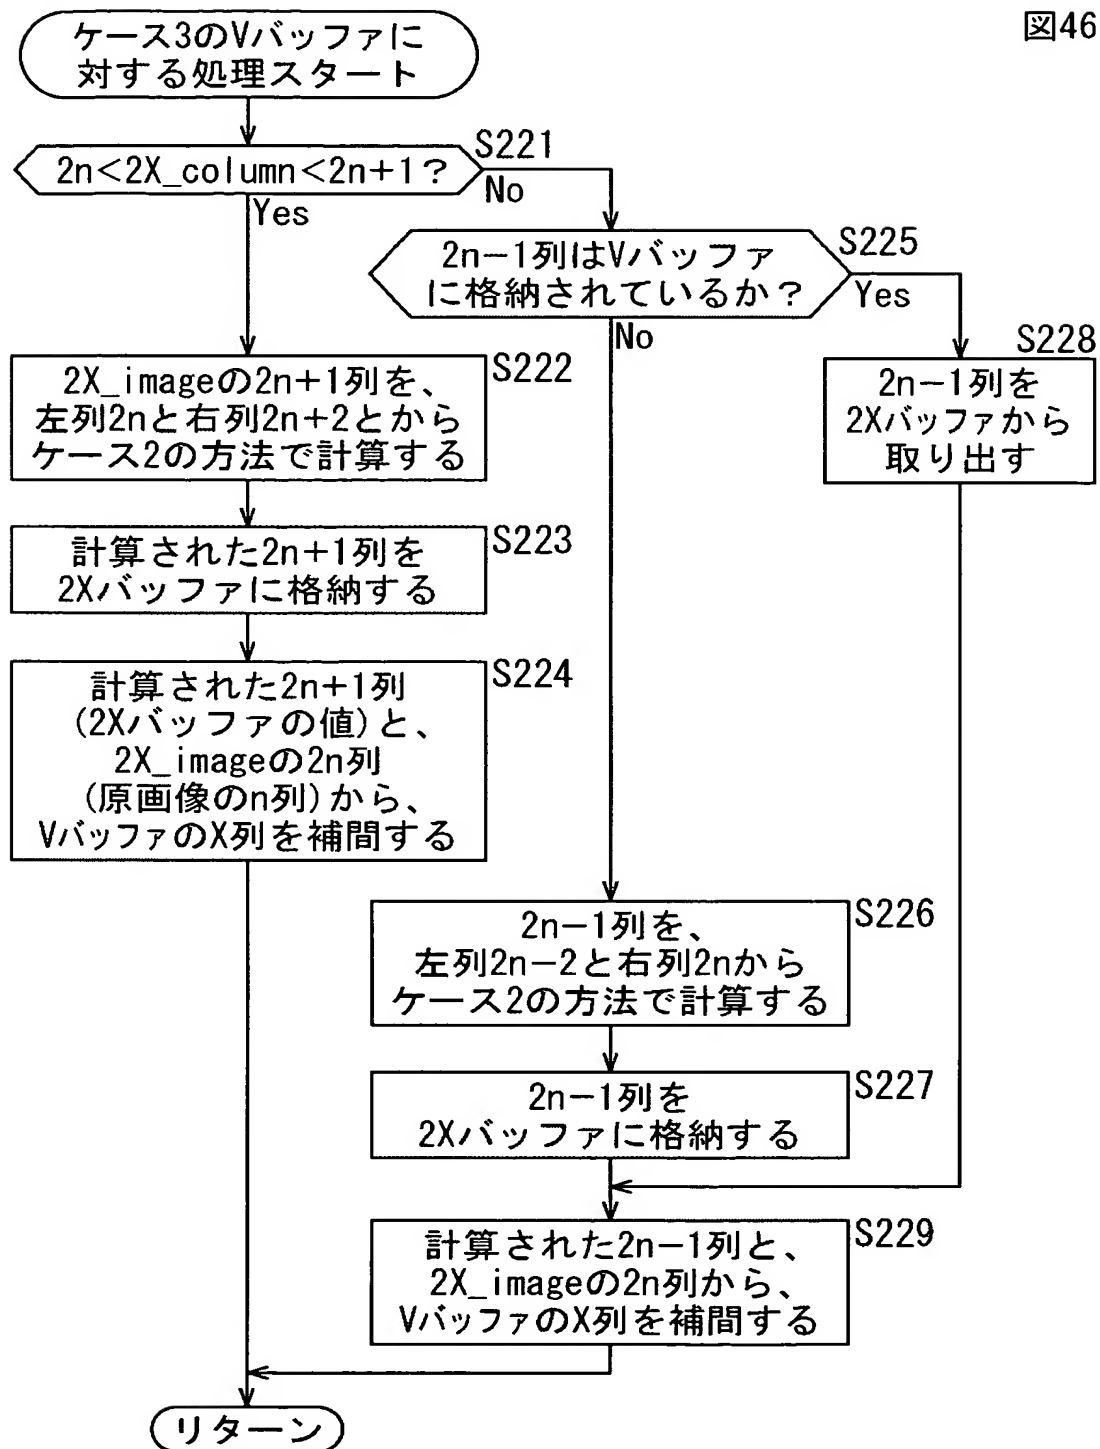 図46
ケース3のVバッファに
対する処理スタート
2n<2X_column<2n+1?
S221
No
Yes
2n-1列はVバッファ
に格納されているか?
S225
Yes
No
2X_imageの2n+1列を、
左列2nと右列2n+2とから
ケース2の方法で計算する
S222
2n-1列を
2Xバッファから
取り出す
S228
計算された2n+1列を
2Xバッファに格納する
S223
計算された2n+1列
(2Xバッファの値)と、
2X_imageの2n列
(原画像のn列)から、
VバッファのX列を補間する
S224
2n-1列を、
左列2n-2と右列2nから
ケース2の方法で計算する
S226
2n-1列を
2Xバッファに格納する
S227
計算された2n-1列と、
2X_imageの2n列から、
VバッファのX列を補間する
S229
リターン